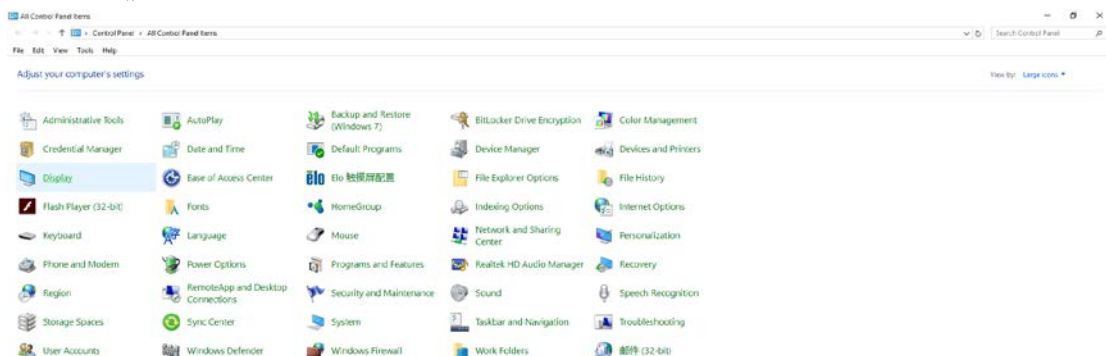 All Control Panel Items
Control Panel › All Control Panel Items
Search Control Panel
File Edit View Tools Help
Adjust your computer's settings
View by: Large icons
Administrative Tools
AutoPlay
Backup and Restore
(Windows 7)
BitLocker Drive Encryption
Color Management
Credential Manager
Date and Time
Default Programs
Device Manager
Devices and Printers
Display
Ease of Access Center
elo Elo 触摸屏配置
File Explorer Options
File History
Flash Player (32-bit)
Fonts
HomeGroup
Indexing Options
Internet Options
Keyboard
Language
Mouse
Network and Sharing
Center
Personalization
Phone and Modem
Power Options
Programs and Features
Realtek HD Audio Manager
Recovery
Region
RemoteApp and Desktop
Connections
Security and Maintenance
Sound
Speech Recognition
Storage Spaces
Sync Center
System
Taskbar and Navigation
Troubleshooting
User Accounts
Windows Defender
Windows Firewall
Work Folders
邮件 (32-bit)